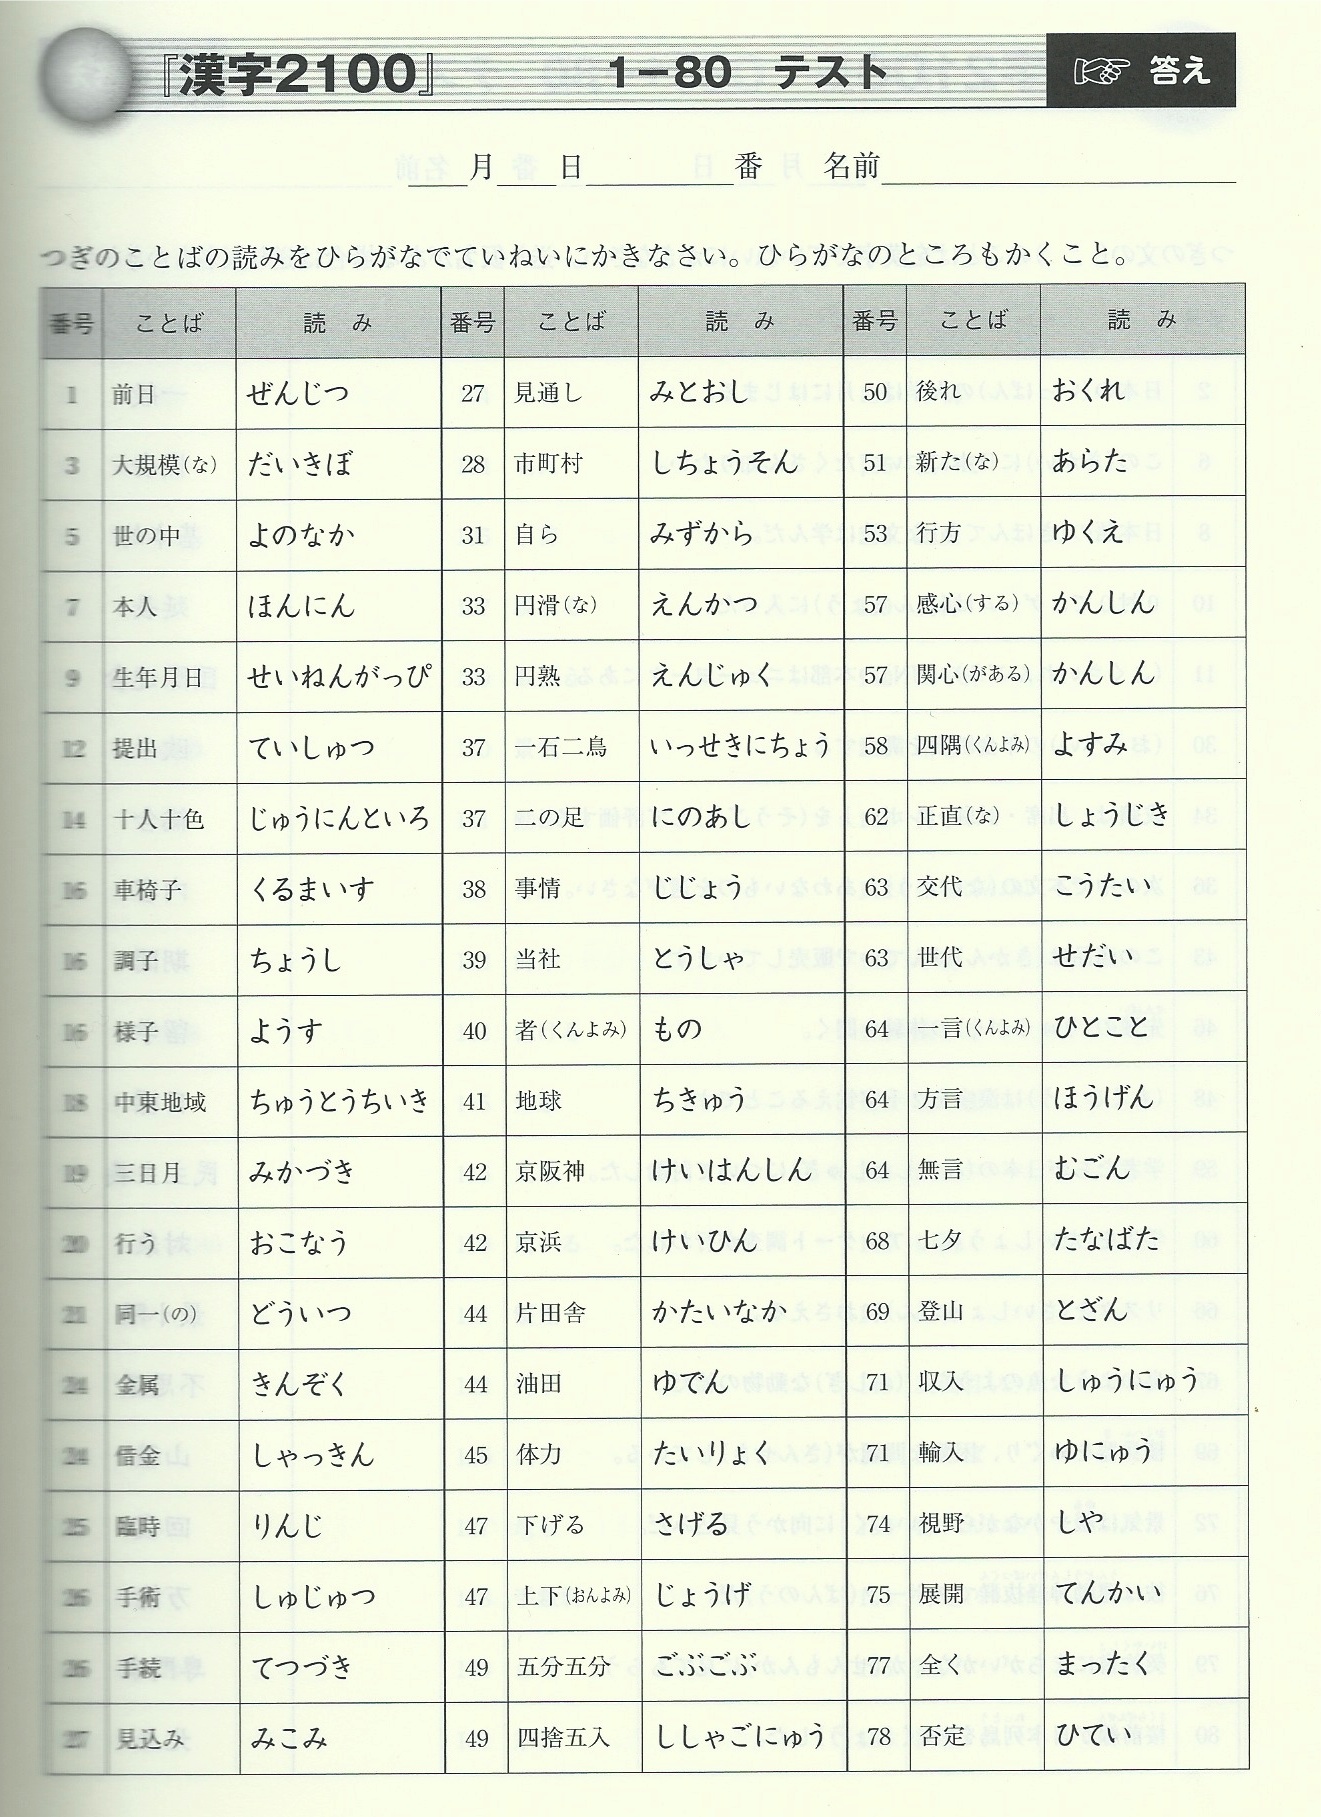 『漢字2100』 1－80 テスト ☞ 答え
月 日 番 名前
つぎのことばの読みをひらがなでていねいにかきなさい。ひらがなのところもかくこと。
番号 ことば 読み 番号 ことば 読み 番号 ことば 読み
1 前日 ぜんじつ 27 見通し みとおし 50 後れ おくれ
3 大規模(な) だいきぼ 28 市町村 しちょうそん 51 新た(な) あらた
5 世の中 よのなか 31 自ら みずから 53 行方 ゆくえ
7 本人 ほんにん 33 円滑(な) えんかつ 57 感心(する) かんしん
9 生年月日 せいねんがっぴ 33 円熟 えんじゅく 57 関心(がある) かんしん
12 提出 ていしゅつ 37 一石二鳥 いっせきにちょう 58 四隅(くんよみ) よすみ
14 十人十色 じゅうにんといろ 37 二の足 にのあし 62 正直(な) しょうじき
16 車椅子 くるまいす 38 事情 じじょう 63 交代 こうたい
16 調子 ちょうし 39 当社 とうしゃ 63 世代 せだい
16 様子 ようす 40 者(くんよみ) もの 64 一言(くんよみ) ひとこと
18 中東地域 ちゅうとうちいき 41 地球 ちきゅう 64 方言 ほうげん
19 三日月 みかづき 42 京阪神 けいはんしん 64 無言 むごん
20 行う おこなう 42 京浜 けいひん 68 七夕 たなばた
21 同一(の) どういつ 44 片田舎 かたいなか 69 登山 とざん
24 金属 きんぞく 44 油田 ゆでん 71 収入 しゅうにゅう
24 借金 しゃっきん 45 体力 たいりょく 71 輸入 ゆにゅう
25 臨時 りんじ 47 下げる さげる 74 視野 しや
26 手術 しゅじゅつ 47 上下(おんよみ) じょうげ 75 展開 てんかい
26 手続 てつづき 49 五分五分 ごぶごぶ 77 全く まったく
27 見込み みこみ 49 四捨五入 ししゃごにゅう 78 否定 ひてい